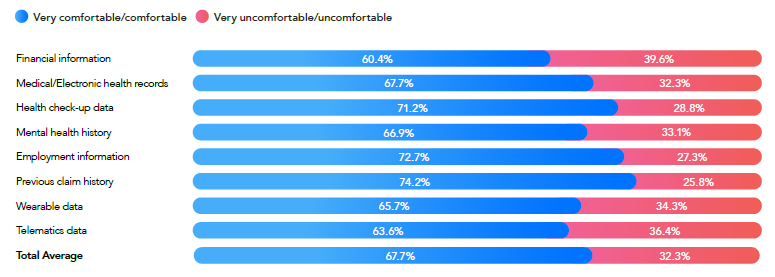 Very comfortable/comfortable Very uncomfortable/uncomfortable
Financial information 60.4% 39.6%
Medical/Electronic health records 67.7% 32.3%
Health check-up data 71.2% 28.8%
Mental health history 66.9% 33.1%
Employment information 72.7% 27.3%
Previous claim history 74.2% 25.8%
Wearable data 65.7% 34.3%
Telematics data 63.6% 36.4%
Total Average 67.7% 32.3%